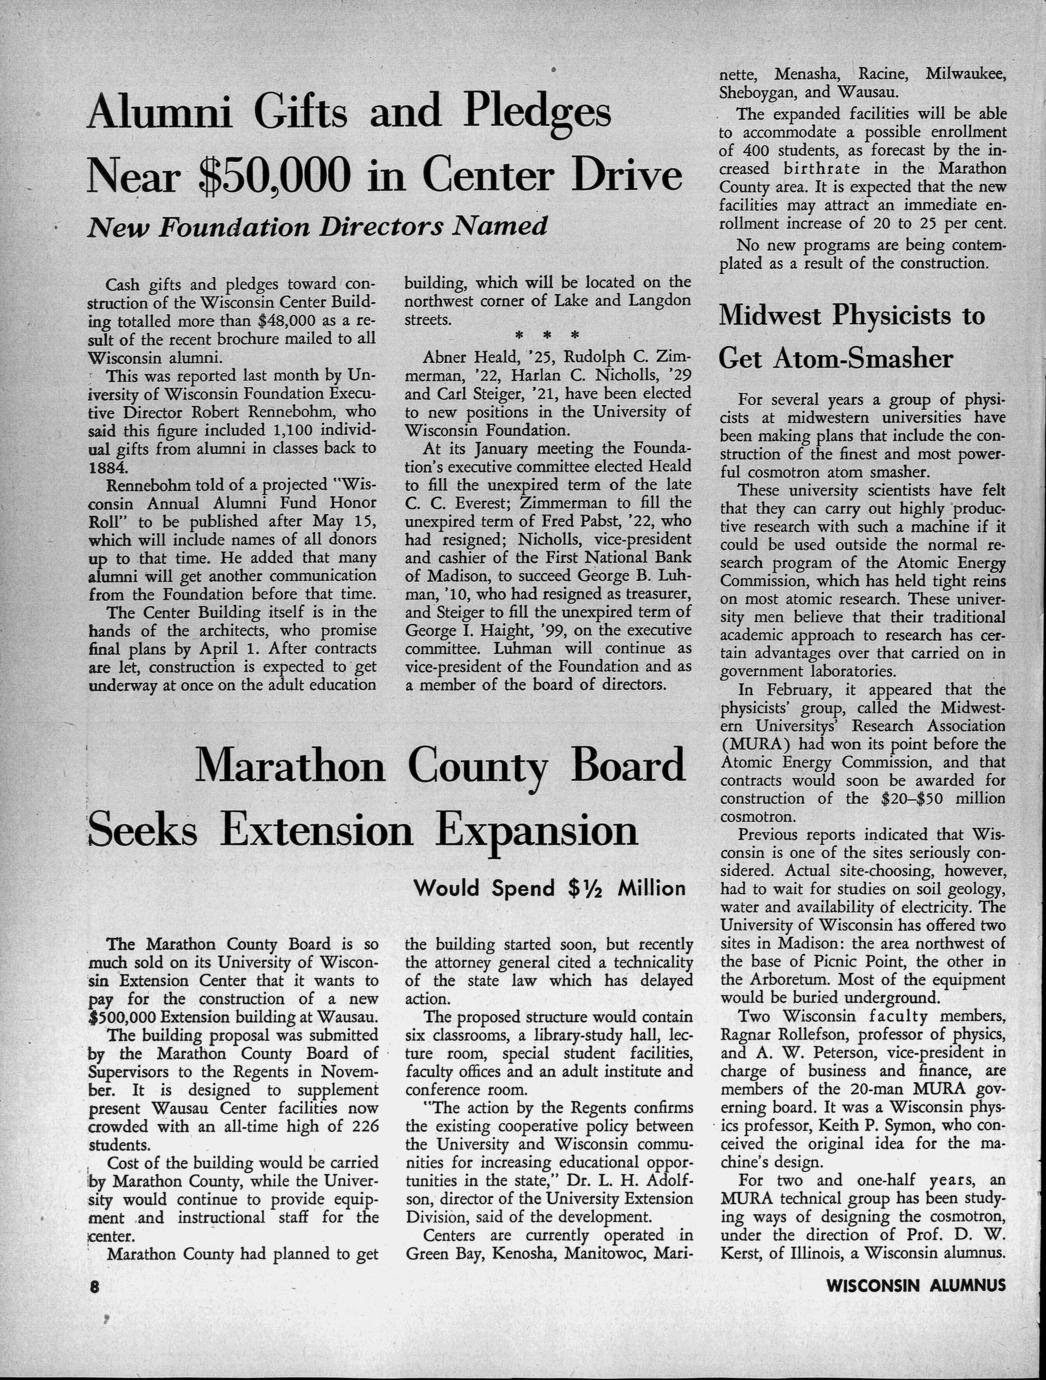 Alumni Gifts and Pledges
Near $50,000 in Center Drive
New Foundation Directors Named
Cash gifts and pledges toward con-
struction of the Wisconsin Center Build-
ing totalled more than $48,000 as a re-
sult of the recent brochure mailed to all
Wisconsin alumni.
This was reported last month by Un-
iversity of Wisconsin Foundation Execu-
tive Director Robert Rennebohm, who
said this figure included 1,100 individ-
ual gifts from alumni in classes back to
1884.
Rennebohm told of a projected "Wis-
consin Annual Alumni Fund Honor
Roll" to be published after May 15,
which will include names of all donors
up to that time. He added that many
alumni will get another communication
from the Foundation before that time.
The Center Building itself is in the
hands of the architects, who promise
final plans by April 1. After contracts
are let, construction is expected to get
underway at once on the adult education
building, which will be located on the
northwest corner of Lake and Langdon
streets.
* * *
Abner Heald, '25, Rudolph C. Zim-
merman, '22, Harlan C. Nicholls, '29
and Carl Steiger, '21, have been elected
to new positions in the University of
Wisconsin Foundation.
At its January meeting the Founda-
tion's executive committee elected Heald
to fill the unexpired term of the late
C. C. Everest; Zimmerman to fill the
unexpired term of Fred Pabst, '22, who
had resigned; Nicholls, vice-president
and cashier of the First National Bank
of Madison, to succeed George B. Luh-
man, '10, who had resigned as treasurer,
and Steiger to fill the unexpired term of
George I. Haight, '99, on the executive
committee. Luhman will continue as
vice-president of the Foundation and as
a member of the board of directors.
Marathon County Board
Seeks Extension Expansion
Would Spend $½ Million
The Marathon County Board is so
much sold on its University of Wiscon-
sin Extension Center that it wants to
pay for the construction of a new
$500,000 Extension building at Wausau.
The building proposal was submitted
by the Marathon County Board of
Supervisors to the Regents in Novem-
ber. It is designed to supplement
present Wausau Center facilities now
crowded with an all-time high of 226
students.
Cost of the building would be carried
by Marathon County, while the Univer-
sity would continue to provide equip-
ment and instructional staff for the
center.
Marathon County had planned to get
the building started soon, but recently
the attorney general cited a technicality
of the state law which has delayed
action.
The proposed structure would contain
six classrooms, a library-study hall, lec-
ture room, special student facilities,
faculty offices and an adult institute and
conference room.
"The action by the Regents confirms
the existing cooperative policy between
the University and Wisconsin commu-
nities for increasing educational oppor-
tunities in the state," Dr. L. H. Adolf-
son, director of the University Extension
Division, said of the development.
Centers are currently operated in
Green Bay, Kenosha, Manitowoc, Mari-
nette, Menasha, Racine, Milwaukee,
Sheboygan, and Wausau.
The expanded facilities will be able
to accommodate a possible enrollment
of 400 students, as forecast by the in-
creased birthrate in the Marathon
County area. It is expected that the new
facilities may attract an immediate en-
rollment increase of 20 to 25 per cent.
No new programs are being contem-
plated as a result of the construction.
Midwest Physicists to
Get Atom-Smasher
For several years a group of physi-
cists at midwestern universities have
been making plans that include the con-
struction of the finest and most power-
ful cosmotron atom smasher.
These university scientists have felt
that they can carry out highly produc-
tive research with such a machine if it
could be used outside the normal re-
search program of the Atomic Energy
Commission, which has held tight reins
on most atomic research. These univer-
sity men believe that their traditional
academic approach to research has cer-
tain advantages over that carried on in
government laboratories.
In February, it appeared that the
physicists' group, called the Midwest-
ern Universitys' Research Association
(MURA) had won its point before the
Atomic Energy Commission, and that
contracts would soon be awarded for
construction of the $20–$50 million
cosmotron.
Previous reports indicated that Wis-
consin is one of the sites seriously con-
sidered. Actual site-choosing, however,
had to wait for studies on soil geology,
water and availability of electricity. The
University of Wisconsin has offered two
sites in Madison: the area northwest of
the base of Picnic Point, the other in
the Arboretum. Most of the equipment
would be buried underground.
Two Wisconsin faculty members,
Ragnar Rollefson, professor of physics,
and A. W. Peterson, vice-president in
charge of business and finance, are
members of the 20-man MURA gov-
erning board. It was a Wisconsin phys-
ics professor, Keith P. Symon, who con-
ceived the original idea for the ma-
chine's design.
For two and one-half years, an
MURA technical group has been study-
ing ways of designing the cosmotron,
under the direction of Prof. D. W.
Kerst, of Illinois, a Wisconsin alumnus.
8
WISCONSIN ALUMNUS